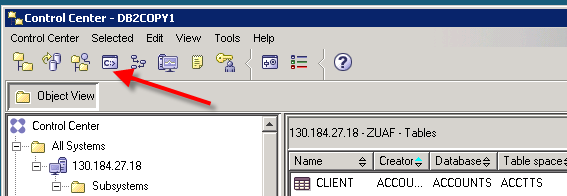 Control Center - DB2COPY1
Control Center Selected Edit View Tools Help
C:>
Object View
Control Center
All Systems
130.184.27.18
Subsystems
130.184.27.18 - ZUAF - Tables
Name Creator Database Table space
CLIENT ACCOU... ACCOUNTS ACCTTS